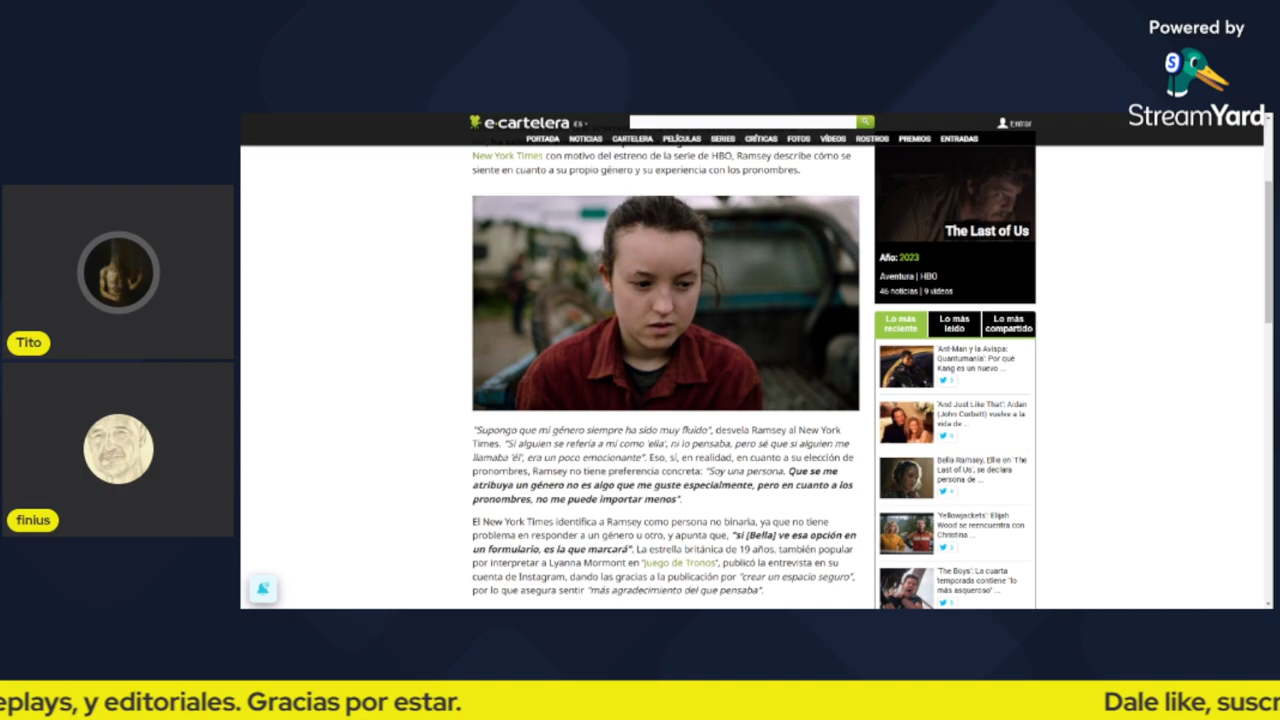 Powered by
StreamYard
e-cartelera ES
Entrar
PORTADA NOTICIAS CARTELERA PELÍCULAS SERIES CRÍTICAS FOTOS VÍDEOS ROSTROS PREMIOS ENTRADAS
New York Times con motivo del estreno de la serie de HBO, Ramsey describe cómo se
siente en cuanto a su propio género y su experiencia con los pronombres.
"Supongo que mi género siempre ha sido muy fluido", desvela Ramsey al New York
Times. "Si alguien se refería a mí como 'ella', ni lo pensaba, pero sé que si alguien me
llamaba 'él', era un poco emocionante". Eso, sí, en realidad, en cuanto a su elección de
pronombres, Ramsey no tiene preferencia concreta: "Soy una persona. Que se me
atribuya un género no es algo que me guste especialmente, pero en cuanto a los
pronombres, no me puede importar menos".
El New York Times identifica a Ramsey como persona no binaria, ya que no tiene
problema en responder a un género u otro, y apunta que, "si [Bella] ve esa opción en
un formulario, es la que marcará". La estrella británica de 19 años, también popular
por interpretar a Lyanna Mormont en 'Juego de Tronos', publicó la entrevista en su
cuenta de Instagram, dando las gracias a la publicación por "crear un espacio seguro",
por lo que asegura sentir "más agradecimiento del que pensaba".
The Last of Us
Año: 2023
Aventura | HBO
46 noticias | 9 vídeos
Lo más reciente
Lo más leído
Lo más compartido
'Ant-Man y la Avispa:
Quantumanía': Por qué
Kang es un nuevo ...
'And Just Like That': Aidan
(John Corbett) vuelve a la
vida de ...
Bella Ramsey, Ellie en 'The
Last of Us', se declara
persona de ...
'Yellowjackets': Elijah
Wood se reencuentra con
Christina ...
'The Boys': La cuarta
temporada contiene "lo
más asqueroso" ...
Tito
finius
eplays, y editoriales. Gracias por estar.
Dale like, suscr